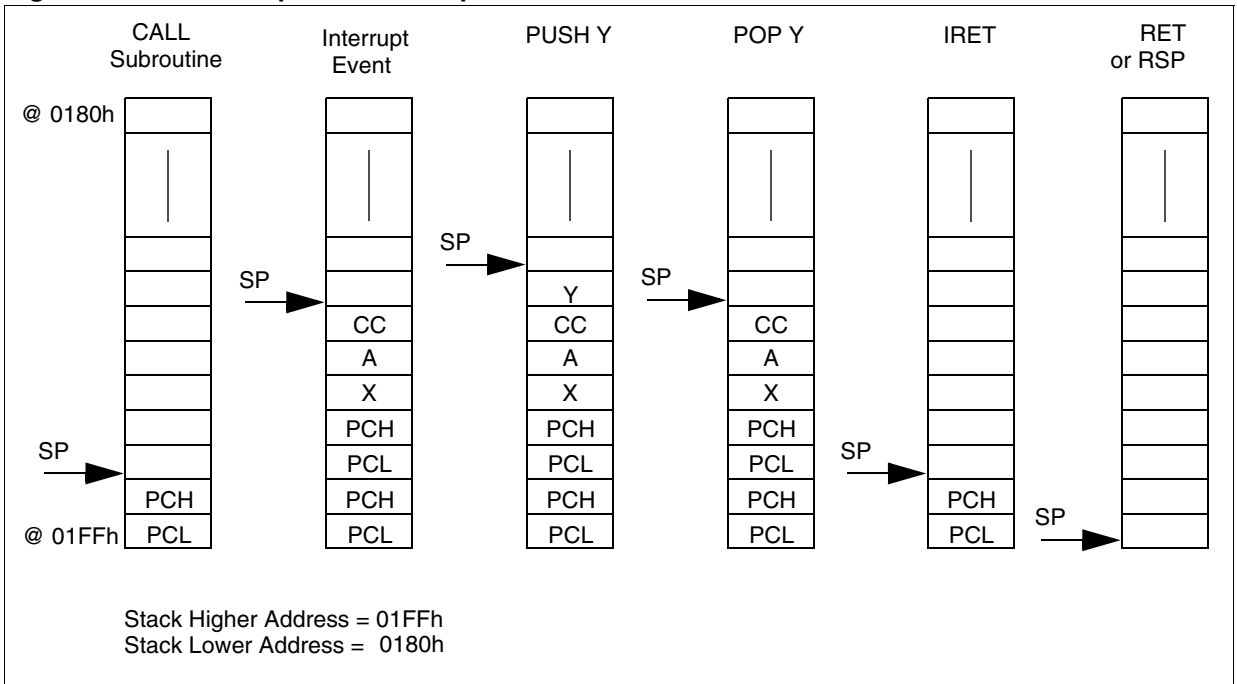 CALL
Subroutine
Interrupt
Event
PUSH Y
POP Y
IRET
RET
or RSP
@ 0180h
SP
SP
SP
Y
SP
CC
CC
CC
A
A
A
X
X
X
PCH
PCH
PCH
SP
PCL
PCL
PCL
SP
PCH
PCH
PCH
PCH
PCH
@ 01FFh
PCL
PCL
PCL
PCL
PCL
SP
Stack Higher Address = 01FFh
Stack Lower Address = 0180h